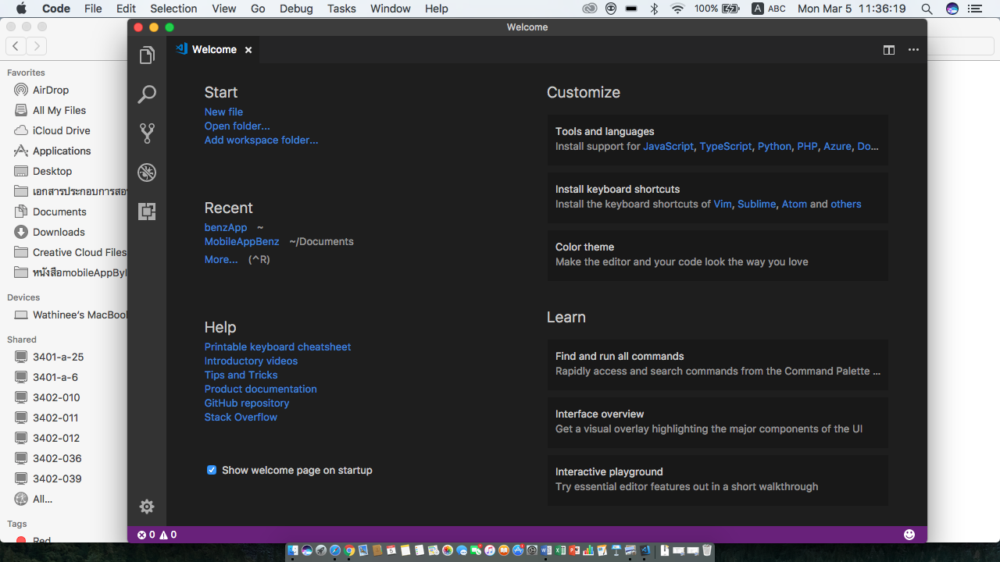 Code File Edit Selection View Go Debug Tasks Window Help 100% A ABC Mon Mar 5 11:36:19
Welcome
Welcome
Favorites
AirDrop
All My Files
iCloud Drive
Applications
Desktop
เอกสารประกอบการสอ
Documents
Downloads
Creative Cloud Files
หนังสือmobileAppByI
Devices
Wathinee's MacBook
Shared
3401-a-25
3401-a-6
3402-010
3402-011
3402-012
3402-036
3402-039
All...
Tags
Red
Start
New file
Open folder...
Add workspace folder...
Recent
benzApp ~
MobileAppBenz ~/Documents
More... (^R)
Help
Printable keyboard cheatsheet
Introductory videos
Tips and Tricks
Product documentation
GitHub repository
Stack Overflow
Show welcome page on startup
Customize
Tools and languages
Install support for JavaScript, TypeScript, Python, PHP, Azure, Do...
Install keyboard shortcuts
Install the keyboard shortcuts of Vim, Sublime, Atom and others
Color theme
Make the editor and your code look the way you love
Learn
Find and run all commands
Rapidly access and search commands from the Command Palette ...
Interface overview
Get a visual overlay highlighting the major components of the UI
Interactive playground
Try essential editor features out in a short walkthrough
0 0